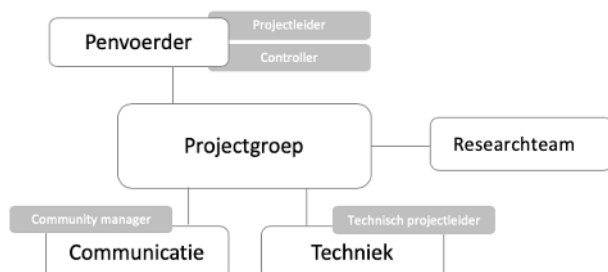 Projectleider
Penvoerder
Controller
Projectgroep
Researchteam
Community manager
Technisch projectleider
Communicatie
Techniek